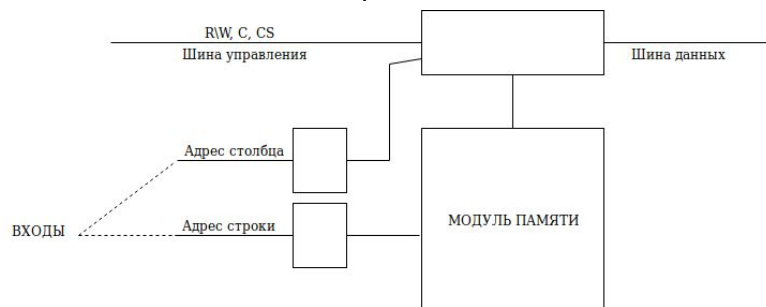 R\W, C, CS
Шина управления
Шина данных
Адрес столбца
ВХОДЫ
Адрес строки
МОДУЛЬ ПАМЯТИ